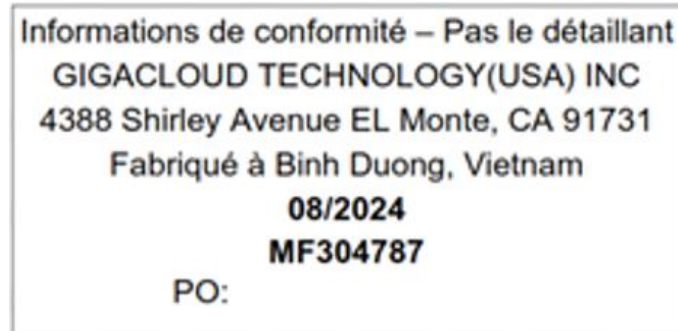 Informations de conformité – Pas le détaillant
GIGACLOUD TECHNOLOGY(USA) INC
4388 Shirley Avenue EL Monte, CA 91731
Fabriqué à Binh Duong, Vietnam
08/2024
MF304787
PO: